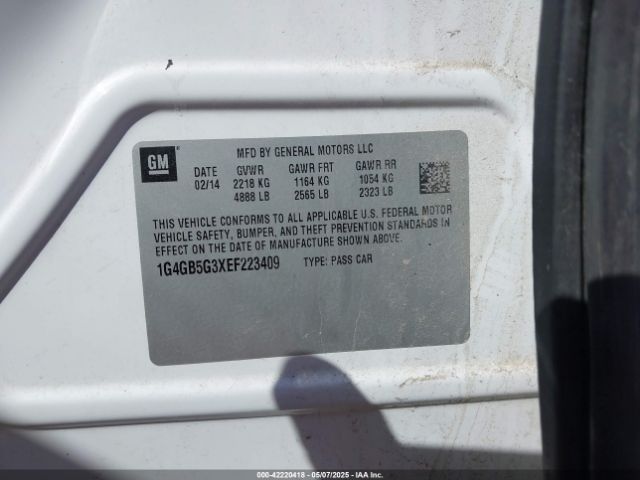 GM
MFD BY GENERAL MOTORS LLC
DATE GVWR GAWR FRT GAWR RR
02/14 2218 KG 1164 KG 1054 KG
4888 LB 2565 LB 2323 LB
THIS VEHICLE CONFORMS TO ALL APPLICABLE U.S. FEDERAL MOTOR
VEHICLE SAFETY, BUMPER, AND THEFT PREVENTION STANDARDS IN
EFFECT ON THE DATE OF MANUFACTURE SHOWN ABOVE.
1G4GB5G3XEF223409 TYPE: PASS CAR
000-42220418 - 05/07/2025 - IAA Inc.